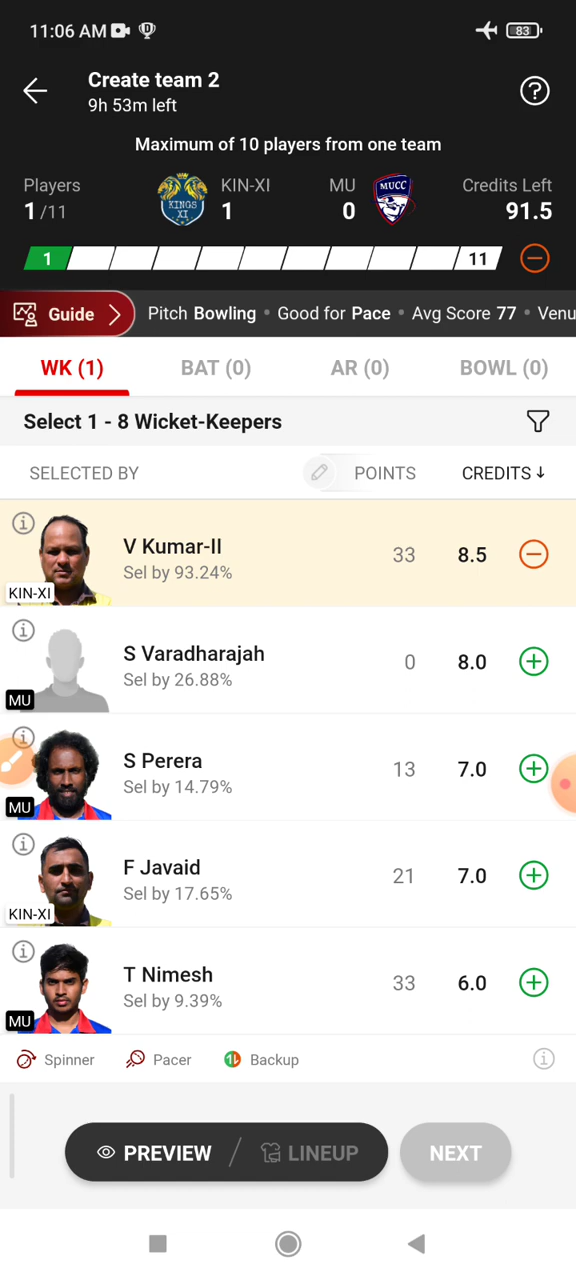 11:06 AM
83
Create team 2
9h 53m left
Maximum of 10 players from one team
Players
1/11
KINGS XI
KIN-XI
1
MU
0
MUCC
Credits Left
91.5
1
11
Guide
Pitch Bowling • Good for Pace • Avg Score 77 • Venu
WK (1)
BAT (0)
AR (0)
BOWL (0)
Select 1 - 8 Wicket-Keepers
SELECTED BY
POINTS
CREDITS ↓
V Kumar-II
Sel by 93.24%
33
8.5
KIN-XI
S Varadharajah
Sel by 26.88%
0
8.0
MU
S Perera
Sel by 14.79%
13
7.0
MU
F Javaid
Sel by 17.65%
21
7.0
KIN-XI
T Nimesh
Sel by 9.39%
33
6.0
MU
Spinner
Pacer
Backup
PREVIEW / LINEUP
NEXT